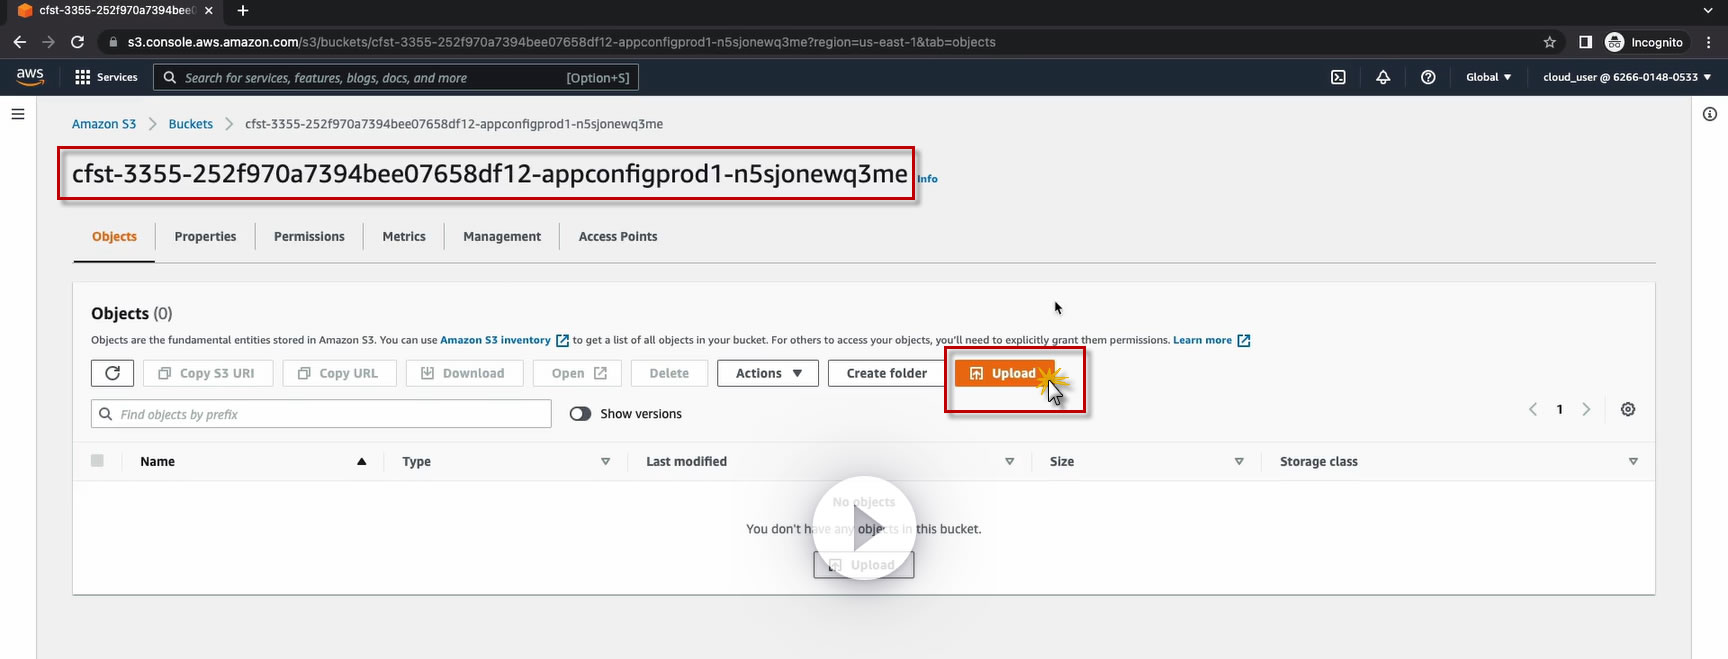 cfst-3355-252f970a7394bee0
s3.console.aws.amazon.com/s3/buckets/cfst-3355-252f970a7394bee07658df12-appconfigprod1-n5sjonewq3me?region=us-east-1&tab=objects
Incognito
aws
Services
Search for services, features, blogs, docs, and more
[Option+S]
Global
cloud_user @ 6266-0148-0533
Amazon S3
Buckets
cfst-3355-252f970a7394bee07658df12-appconfigprod1-n5sjonewq3me
cfst-3355-252f970a7394bee07658df12-appconfigprod1-n5sjonewq3me
Info
Objects
Properties
Permissions
Metrics
Management
Access Points
Objects (0)
Objects are the fundamental entities stored in Amazon S3. You can use Amazon S3 inventory to get a list of all objects in your bucket. For others to access your objects, you'll need to explicitly grant them permissions. Learn more
Copy S3 URI
Copy URL
Download
Open
Delete
Actions
Create folder
Upload
Find objects by prefix
Show versions
1
Name
Type
Last modified
Size
Storage class
No objects
You don't have any objects in this bucket.
Upload